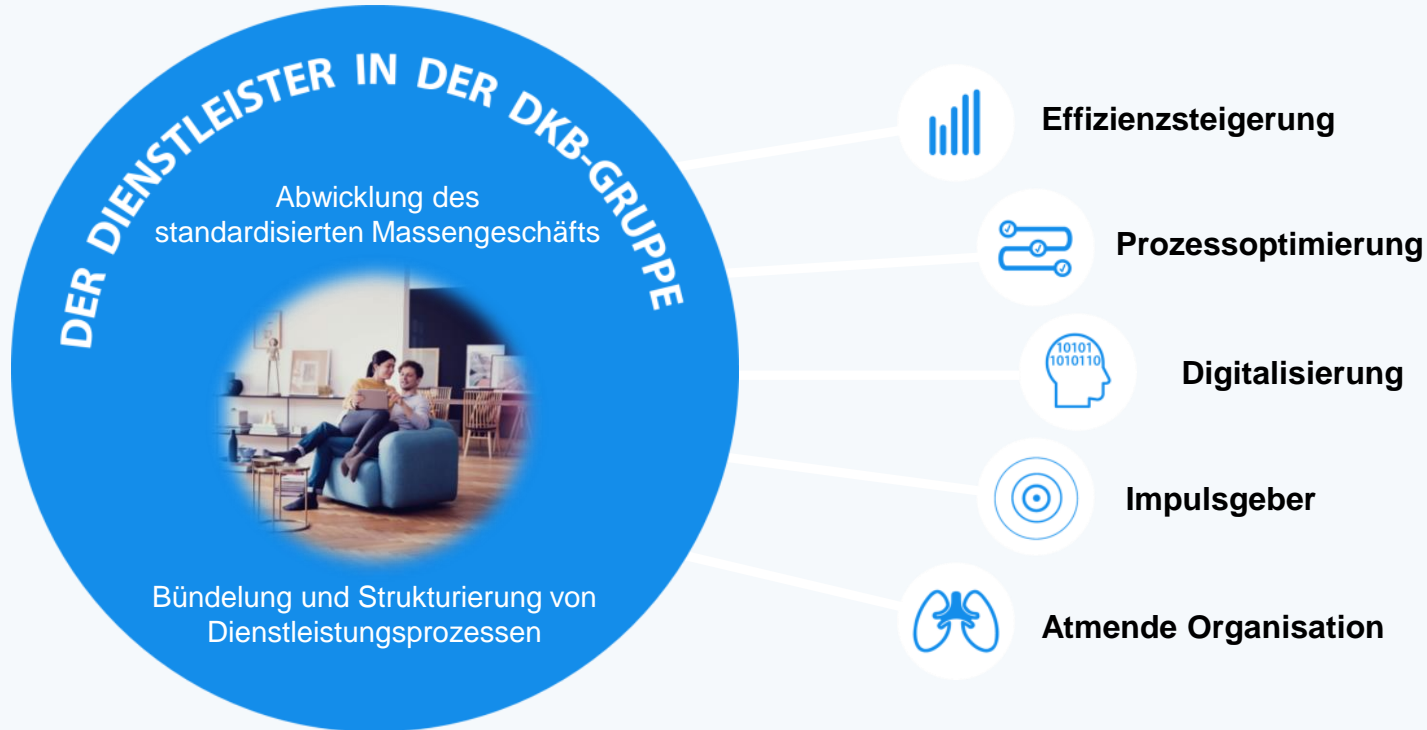 DER DIENSTLEISTER IN DER DKB-GRUPPE
Abwicklung des
standardisierten Massengeschäfts
Bündelung und Strukturierung von
Dienstleistungsprozessen
Effizienzsteigerung
Prozessoptimierung
10101
1010110
Digitalisierung
Impulsgeber
Atmende Organisation